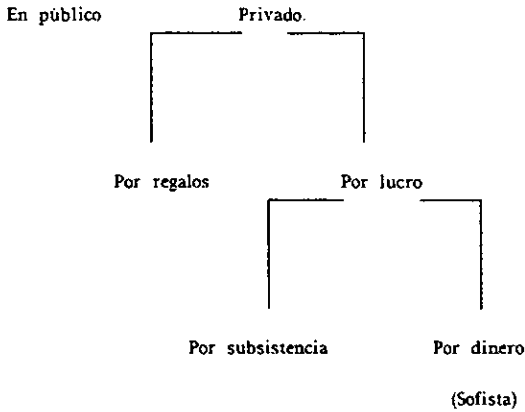 En público Privado.
Por regalos Por lucro
Por subsistencia Por dinero
(Sofista)